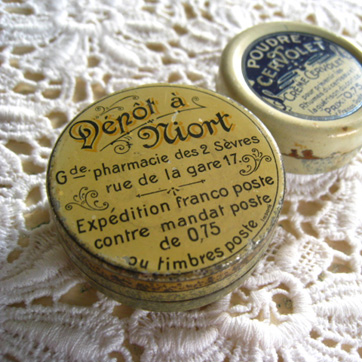 Dépôt à
Niort
Gde. pharmacie des 2 Sèvres
rue de la gare 17.
Expédition franco poste
contre mandat poste
de 0,75
ou timbres poste
POUDRE
DU
CERVOLET